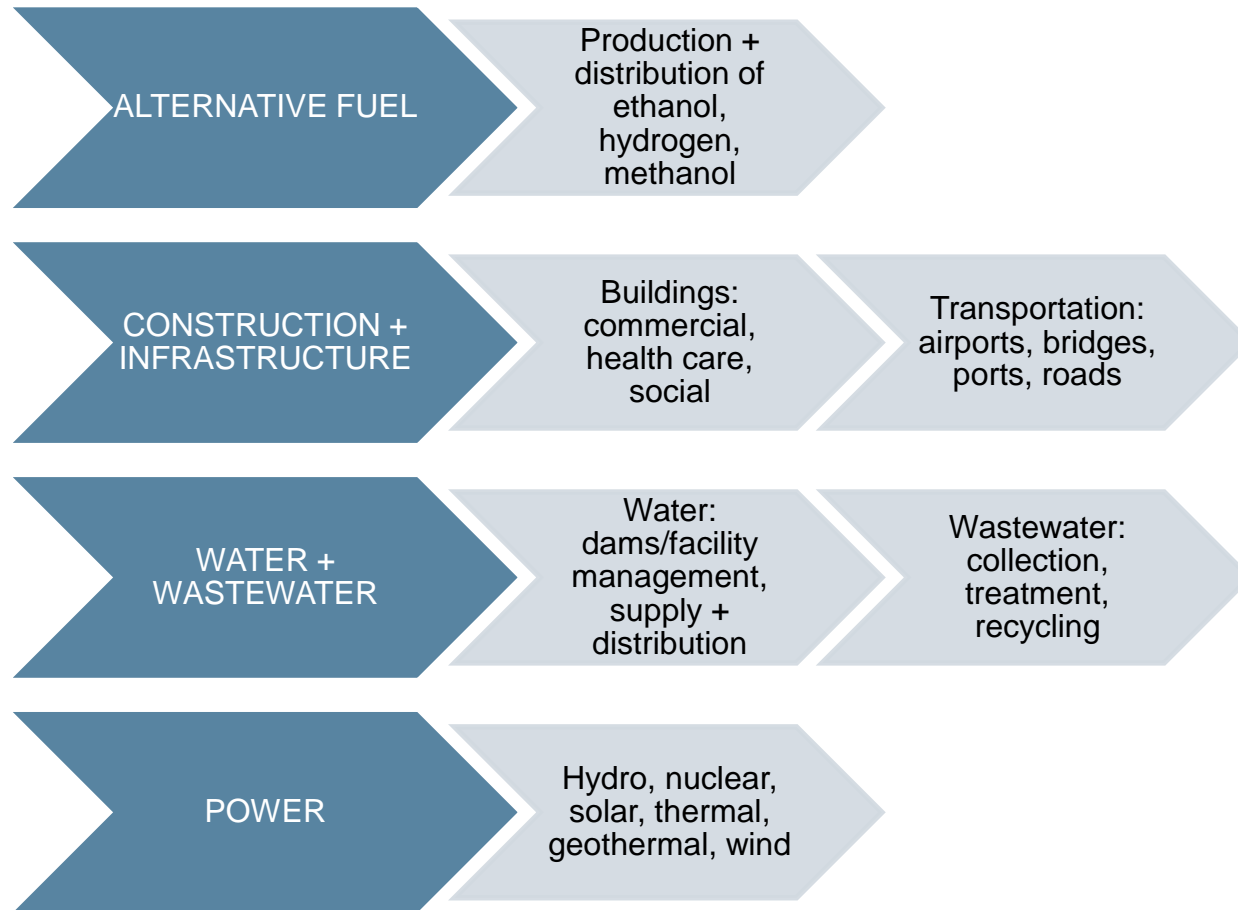 ALTERNATIVE FUEL
Production +
distribution of
ethanol,
hydrogen,
methanol
CONSTRUCTION +
INFRASTRUCTURE
Buildings:
commercial,
health care,
social
Transportation:
airports, bridges,
ports, roads
WATER +
WASTEWATER
Water:
dams/facility
management,
supply +
distribution
Wastewater:
collection,
treatment,
recycling
POWER
Hydro, nuclear,
solar, thermal,
geothermal, wind